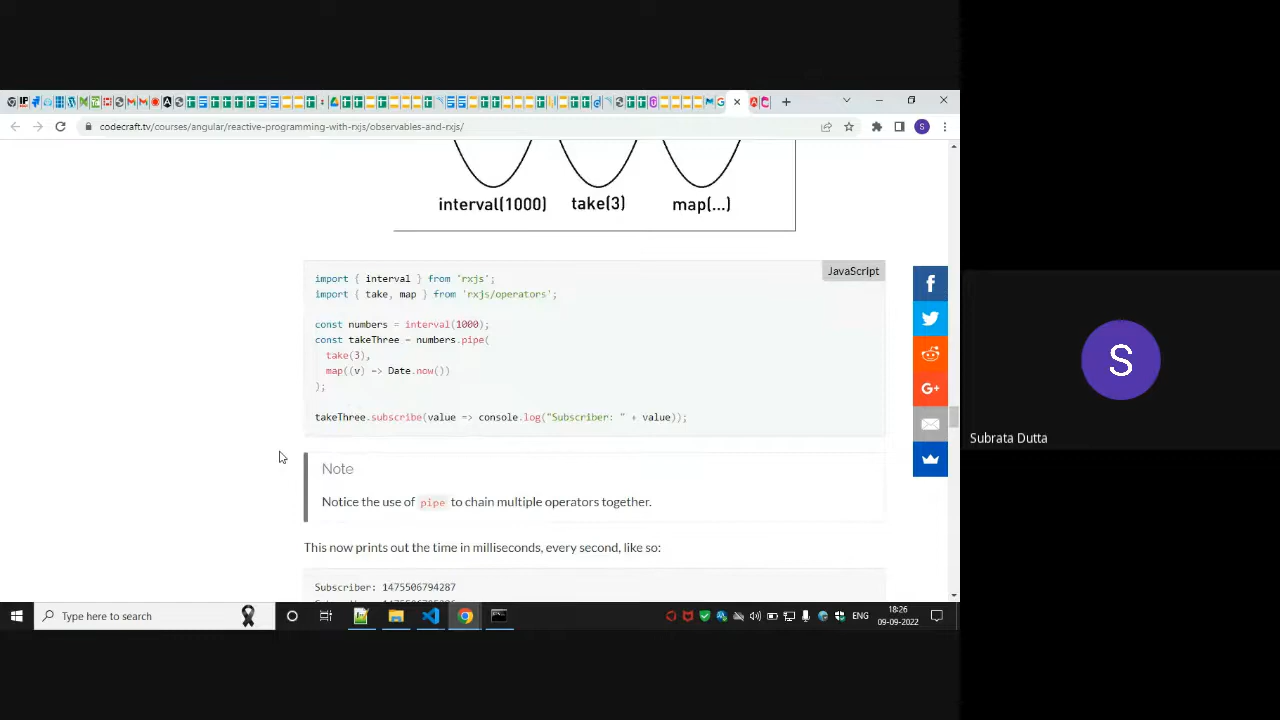 codecraft.tv/courses/angular/reactive-programming-with-rxjs/observables-and-rxjs/
S
interval(1000) take(3) map(...)
JavaScript
import { interval } from 'rxjs';
import { take, map } from 'rxjs/operators';
const numbers = interval(1000);
const takeThree = numbers.pipe(
take(3),
map((v) => Date.now())
);
takeThree.subscribe(value => console.log("Subscriber: " + value));
Note
Notice the use of pipe to chain multiple operators together.
This now prints out the time in milliseconds, every second, like so:
Subscriber: 1475506794287
f
G+
S
Subrata Dutta
Type here to search
ENG
18:26
09-09-2022